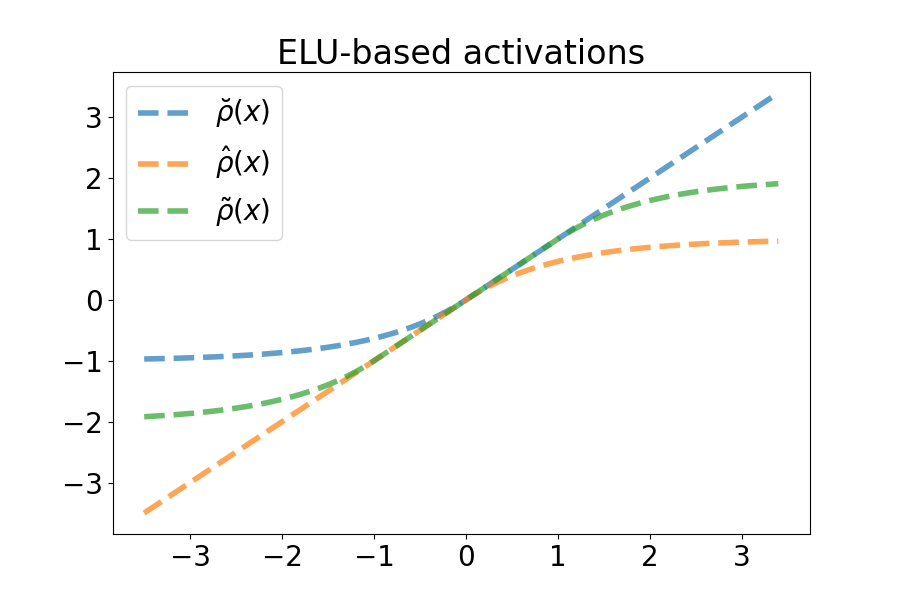 ELU-based activations
ρ̆(x)
ρ̂(x)
ρ̃(x)
3
2
1
0
−1
−2
−3
−3 −2 −1 0 1 2 3